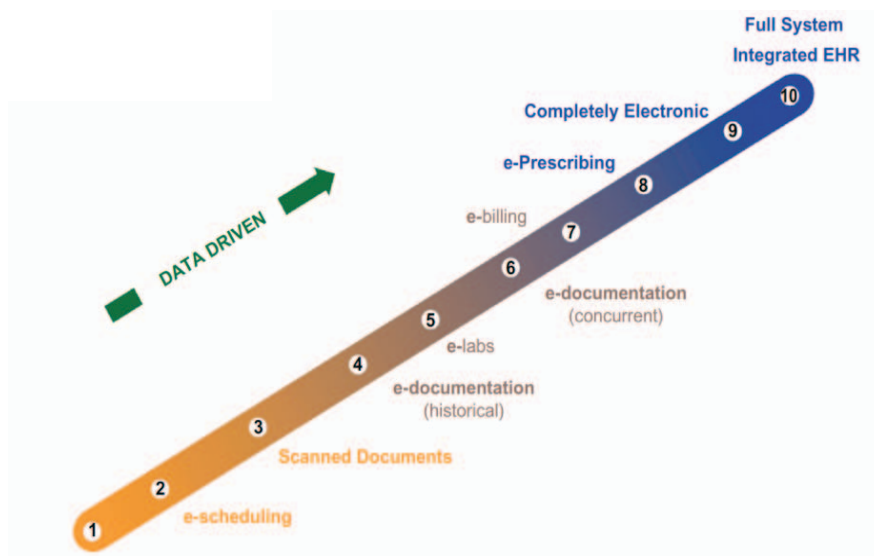 Full System
Integrated EHR
10
Completely Electronic
9
e-Prescribing
8
DATA DRIVEN
e-billing
7
6
e-documentation
(concurrent)
5
e-labs
4
e-documentation
(historical)
3
Scanned Documents
2
e-scheduling
1